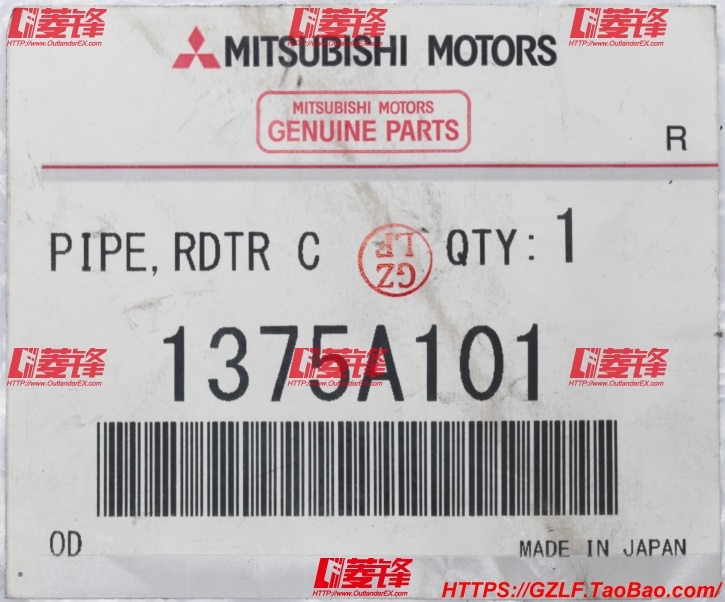 菱锋 菱锋 菱锋
HTTP://www.OutlanderEX.com HTTP://www.OutlanderEX.com HTTP://www.OutlanderEX.com
MITSUBISHI MOTORS
MITSUBISHI MOTORS
GENUINE PARTS
R
PIPE, RDTR C QTY: 1
GZ
LF
1375A101
菱锋 菱锋 菱锋
HTTP://www.OutlanderEX.com HTTP://www.OutlanderEX.com HTTP://www.OutlanderEX.com
OD MADE IN JAPAN
菱锋
HTTP://www.OutlanderEX.com
HTTPS://GZLF.TaoBao.com/